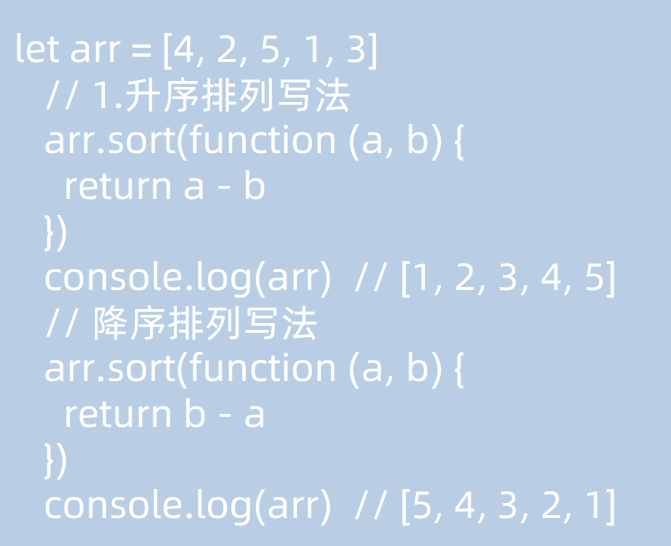 let arr = [4, 2, 5, 1, 3]
// 1.升序排列写法
arr.sort(function (a, b) {
return a - b
})
console.log(arr)  // [1, 2, 3, 4, 5]
// 降序排列写法
arr.sort(function (a, b) {
return b - a
})
console.log(arr)  // [5, 4, 3, 2, 1]